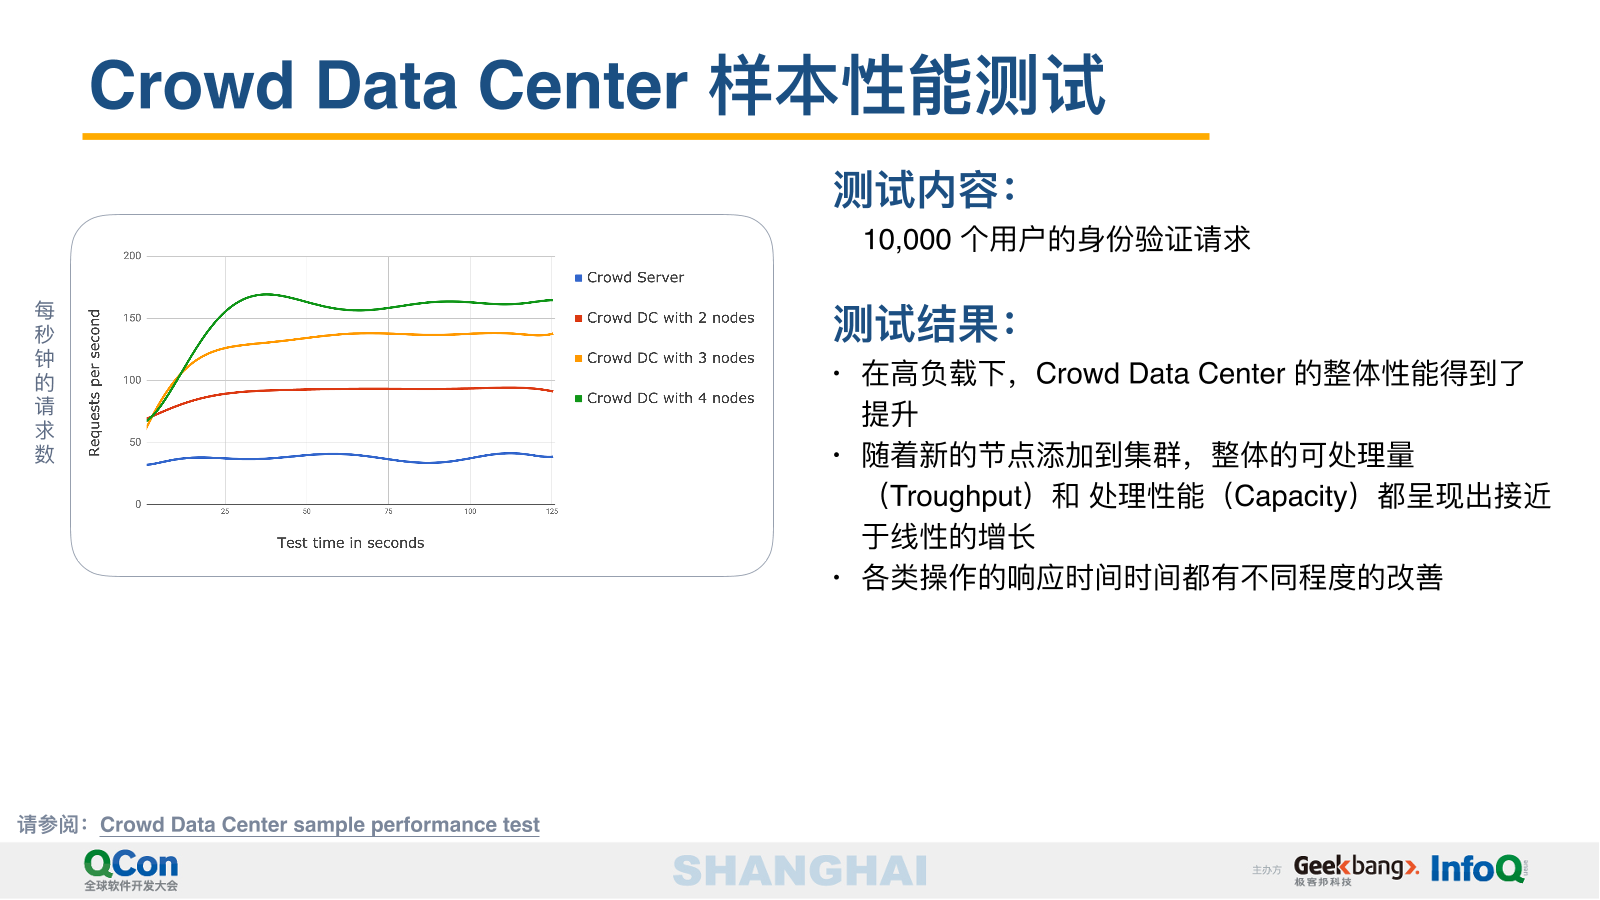 Crowd Data Center 样本性能测试
每秒钟的请求数
Requests per second
200
150
100
50
0
25 50 75 100 125
Test time in seconds
Crowd Server
Crowd DC with 2 nodes
Crowd DC with 3 nodes
Crowd DC with 4 nodes
测试内容：
10,000 个用户的身份验证请求
测试结果：
· 在高负载下，Crowd Data Center 的整体性能得到了
提升
· 随着新的节点添加到集群，整体的可处理量
（Troughput）和 处理性能（Capacity）都呈现出接近
于线性的增长
· 各类操作的响应时间时间都有不同程度的改善
请参阅：Crowd Data Center sample performance test
QCon
全球软件开发大会
SHANGHAI
主办方
Geekbang>.
极客邦科技
InfoQ